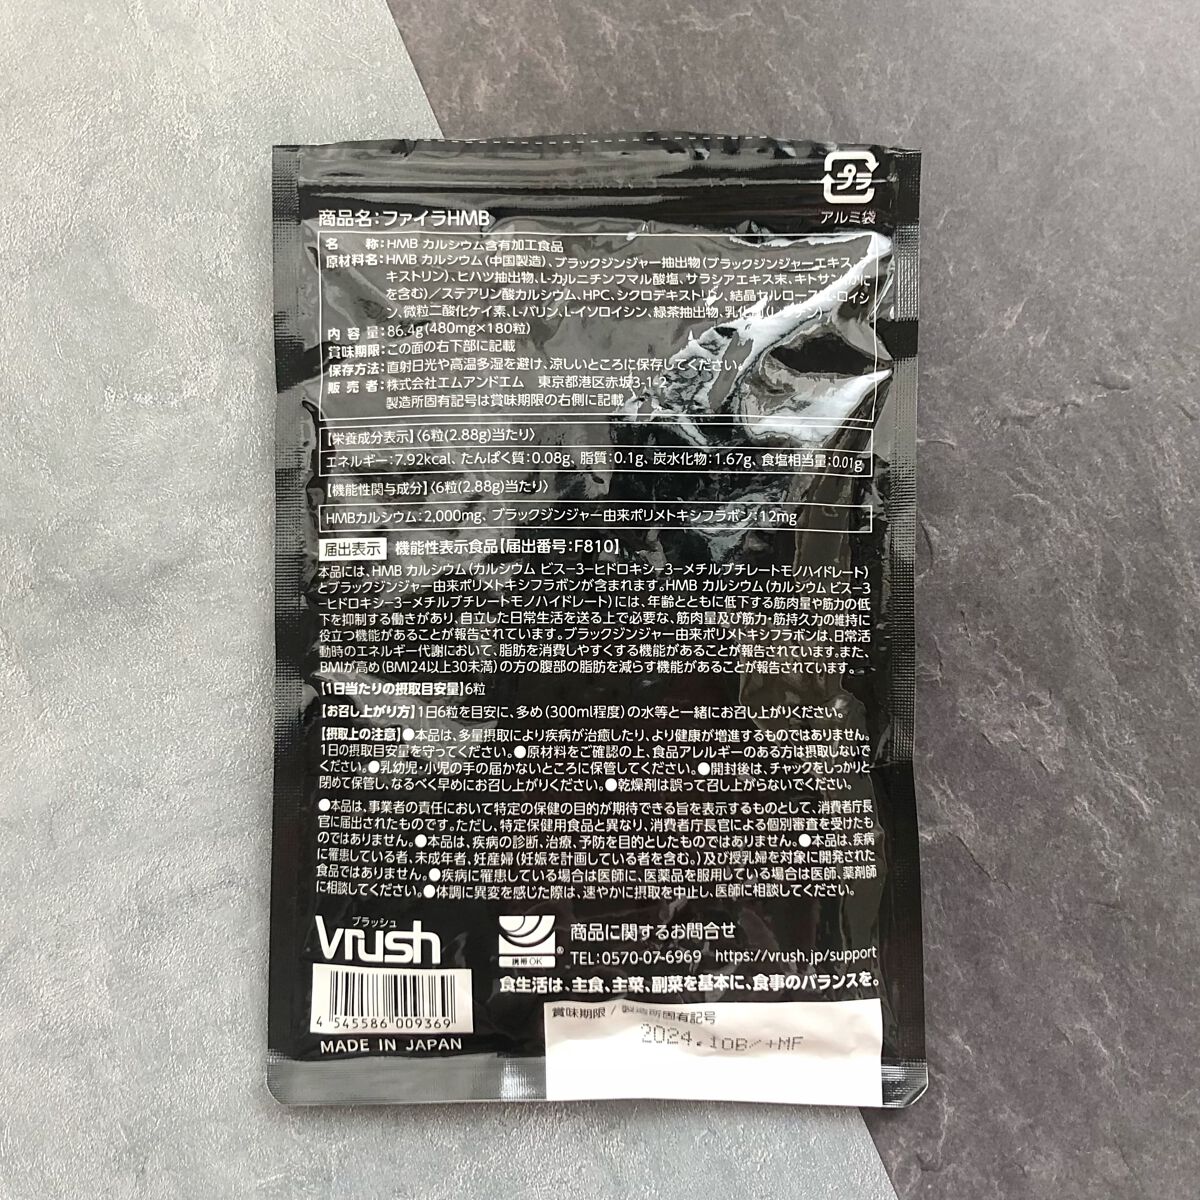 プラ
アルミ袋
商品名:ファイラHMB
名 称:HMB カルシウム含有加工食品
原材料名:HMB カルシウム(中国製造)、ブラックジンジャー抽出物(ブラックジンジャーエキス、
キストリン)、ヒハツ抽出物、L-カルニチンフマル酸塩、サラシアエキス末、キトサン(かに
を含む)/ステアリン酸カルシウム、HPC、シクロデキストリン、結晶セルロース、L-ロイシ
ン、微粒二酸化ケイ素、L-バリン、L-イソロイシン、緑茶抽出物、乳化剤(レシチン)
内 容 量:86.4g(480mg×180粒)
賞味期限:この面の右下部に記載
保存方法:直射日光や高温多湿を避け、涼しいところに保存してください。
販 売 者:株式会社エムアンドエム 東京都港区赤坂3-1-2
製造所固有記号は賞味期限の右側に記載
【栄養成分表示】〈6粒(2.88g)当たり〉
エネルギー:7.92kcal、たんぱく質:0.08g、脂質:0.1g、炭水化物:1.67g、食塩相当量:0.01g
【機能性関与成分】〈6粒(2.88g)当たり〉
HMBカルシウム:2,000mg、ブラックジンジャー由来ポリメトキシフラボン:12mg
届出表示 機能性表示食品【届出番号:F810】
本品には、HMB カルシウム(カルシウム ビス-3-ヒドロキシ-3-メチルブチレートモノハイドレート)
とブラックジンジャー由来ポリメトキシフラボンが含まれます。HMB カルシウム(カルシウム ビス-3
-ヒドロキシ-3-メチルブチレートモノハイドレート)には、年齢とともに低下する筋肉量や筋力の低
下を抑制する働きがあり、自立した日常生活を送る上で必要な、筋肉量及び筋力・筋持久力の維持に
役立つ機能があることが報告されています。ブラックジンジャー由来ポリメトキシフラボンは、日常活
動時のエネルギー代謝において、脂肪を消費しやすくする機能があることが報告されています。また、
BMIが高め(BMI24以上30未満)の方の腹部の脂肪を減らす機能があることが報告されています。
【1日当たりの摂取目安量】6粒
【お召し上がり方】1日6粒を目安に、多め(300ml程度)の水等と一緒にお召し上がりください。
【摂取上の注意】●本品は、多量摂取により疾病が治癒したり、より健康が増進するものではありません。
1日の摂取目安量を守ってください。●原材料をご確認の上、食品アレルギーのある方は摂取しないで
ください。●乳幼児・小児の手の届かないところに保管してください。●開封後は、チャックをしっかりと
閉めて保管し、なるべく早めにお召し上がりください。●乾燥剤は誤って召し上がらないでください。
●本品は、事業者の責任において特定の保健の目的が期待できる旨を表示するものとして、消費者庁長
官に届出されたものです。ただし、特定保健用食品と異なり、消費者庁長官による個別審査を受けたも
のではありません。●本品は、疾病の診断、治療、予防を目的としたものではありません。●本品は、疾病
に罹患している者、未成年者、妊産婦(妊娠を計画している者を含む。)及び授乳婦を対象に開発された
食品ではありません。●疾病に罹患している場合は医師に、医薬品を服用している場合は医師、薬剤師
に相談してください。●体調に異変を感じた際は、速やかに摂取を中止し、医師に相談してください。
ブラッシュ
Vrush
携帯OK
商品に関するお問合せ
TEL:0570-07-6969 https://vrush.jp/support
食生活は、主食、主菜、副菜を基本に、食事のバランスを。
4 545586 009369
MADE IN JAPAN
賞味期限 / 製造所固有記号
2024.10B/+MF